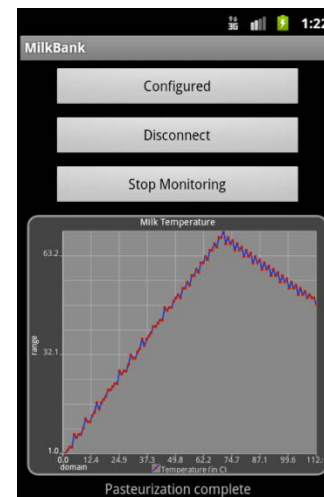 3G 1:22
MilkBank
Configured
Disconnect
Stop Monitoring
Milk Temperature
63.2
32.1
1.0
range
0.0 12.4 24.9 37.3 49.8 62.2 74.7 87.1 99.6 112.0
domain
Temperature (in C)
Pasteurization complete